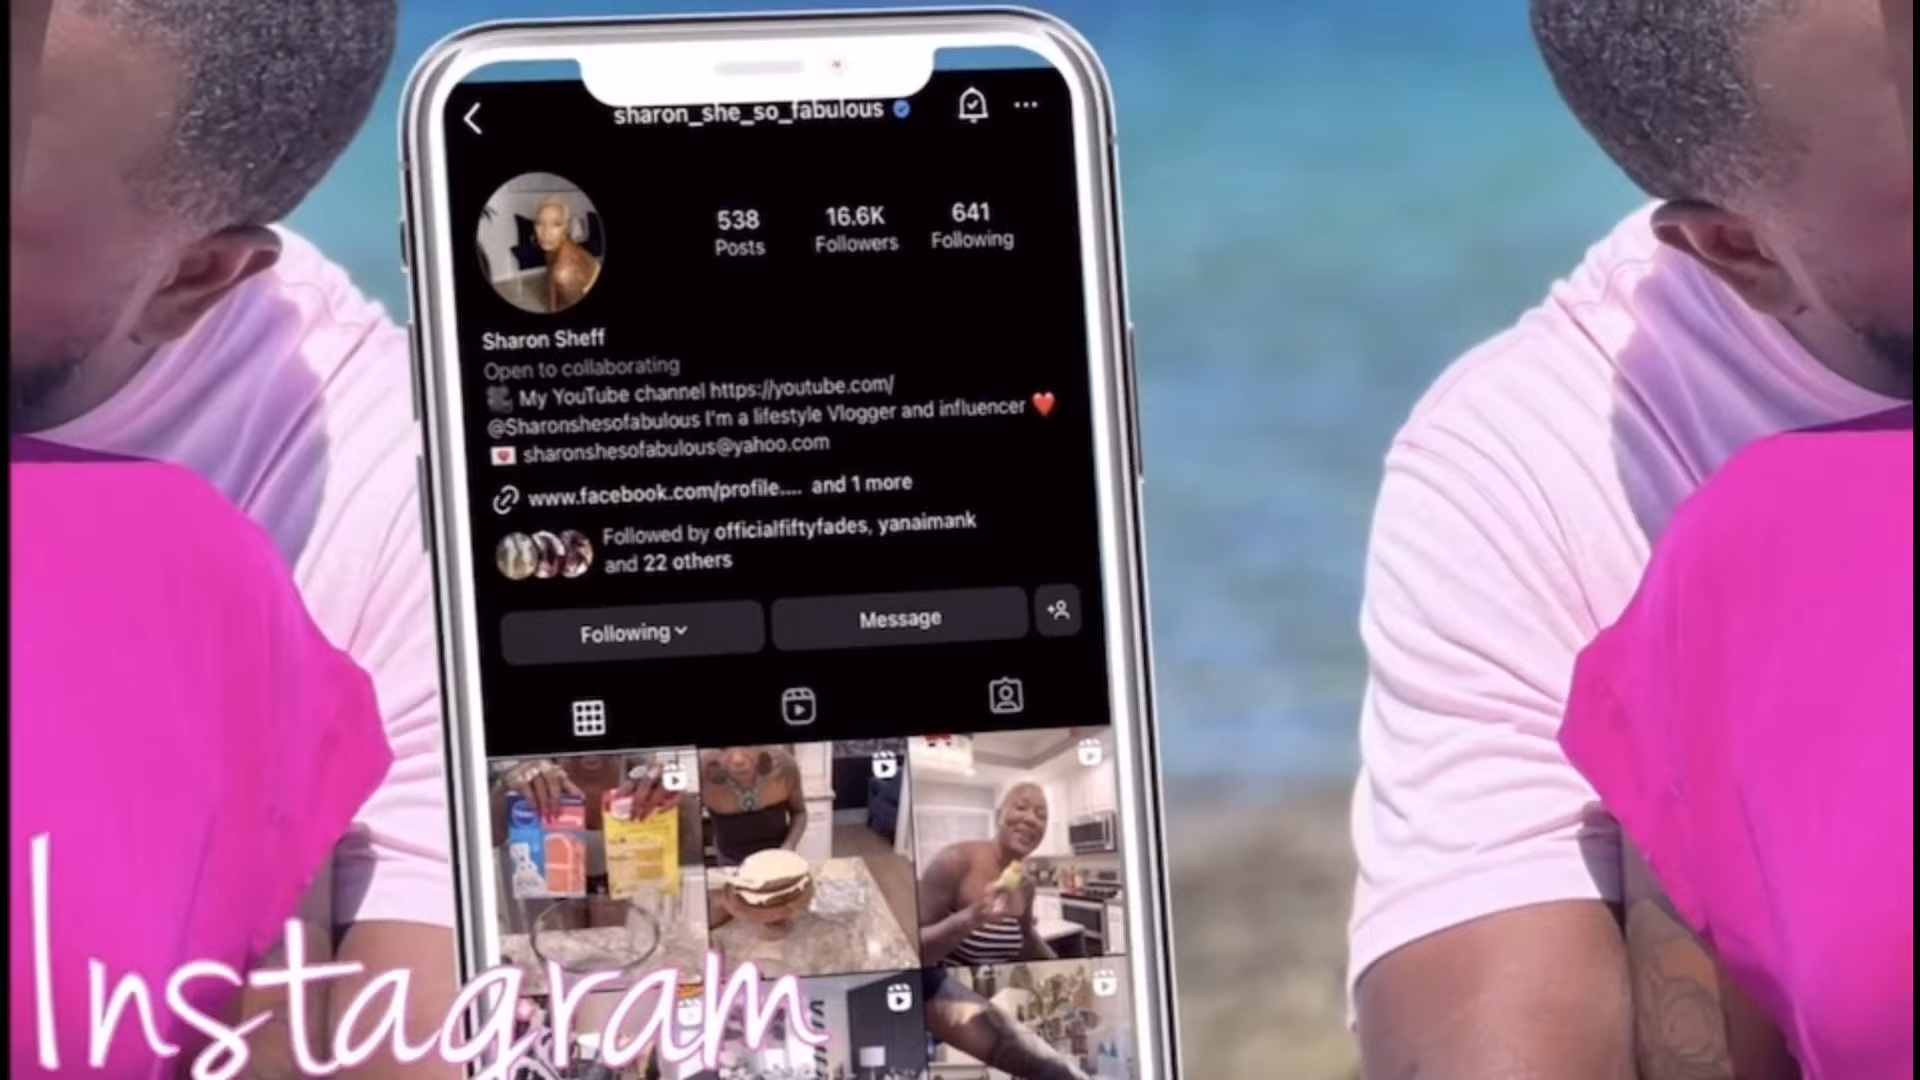 sharon_she_so_fabulous
538
Posts
16.6K
Followers
641
Following
Sharon Sheff
Open to collaborating
My YouTube channel https://youtube.com/
@Sharonshesofabulous I'm a lifestyle Vlogger and influencer ❤️
💌 sharonshesofabulous@yahoo.com
www.facebook.com/profile.... and 1 more
Followed by officialfiftyfades, yanaimank
and 22 others
Following
Message
Instagram